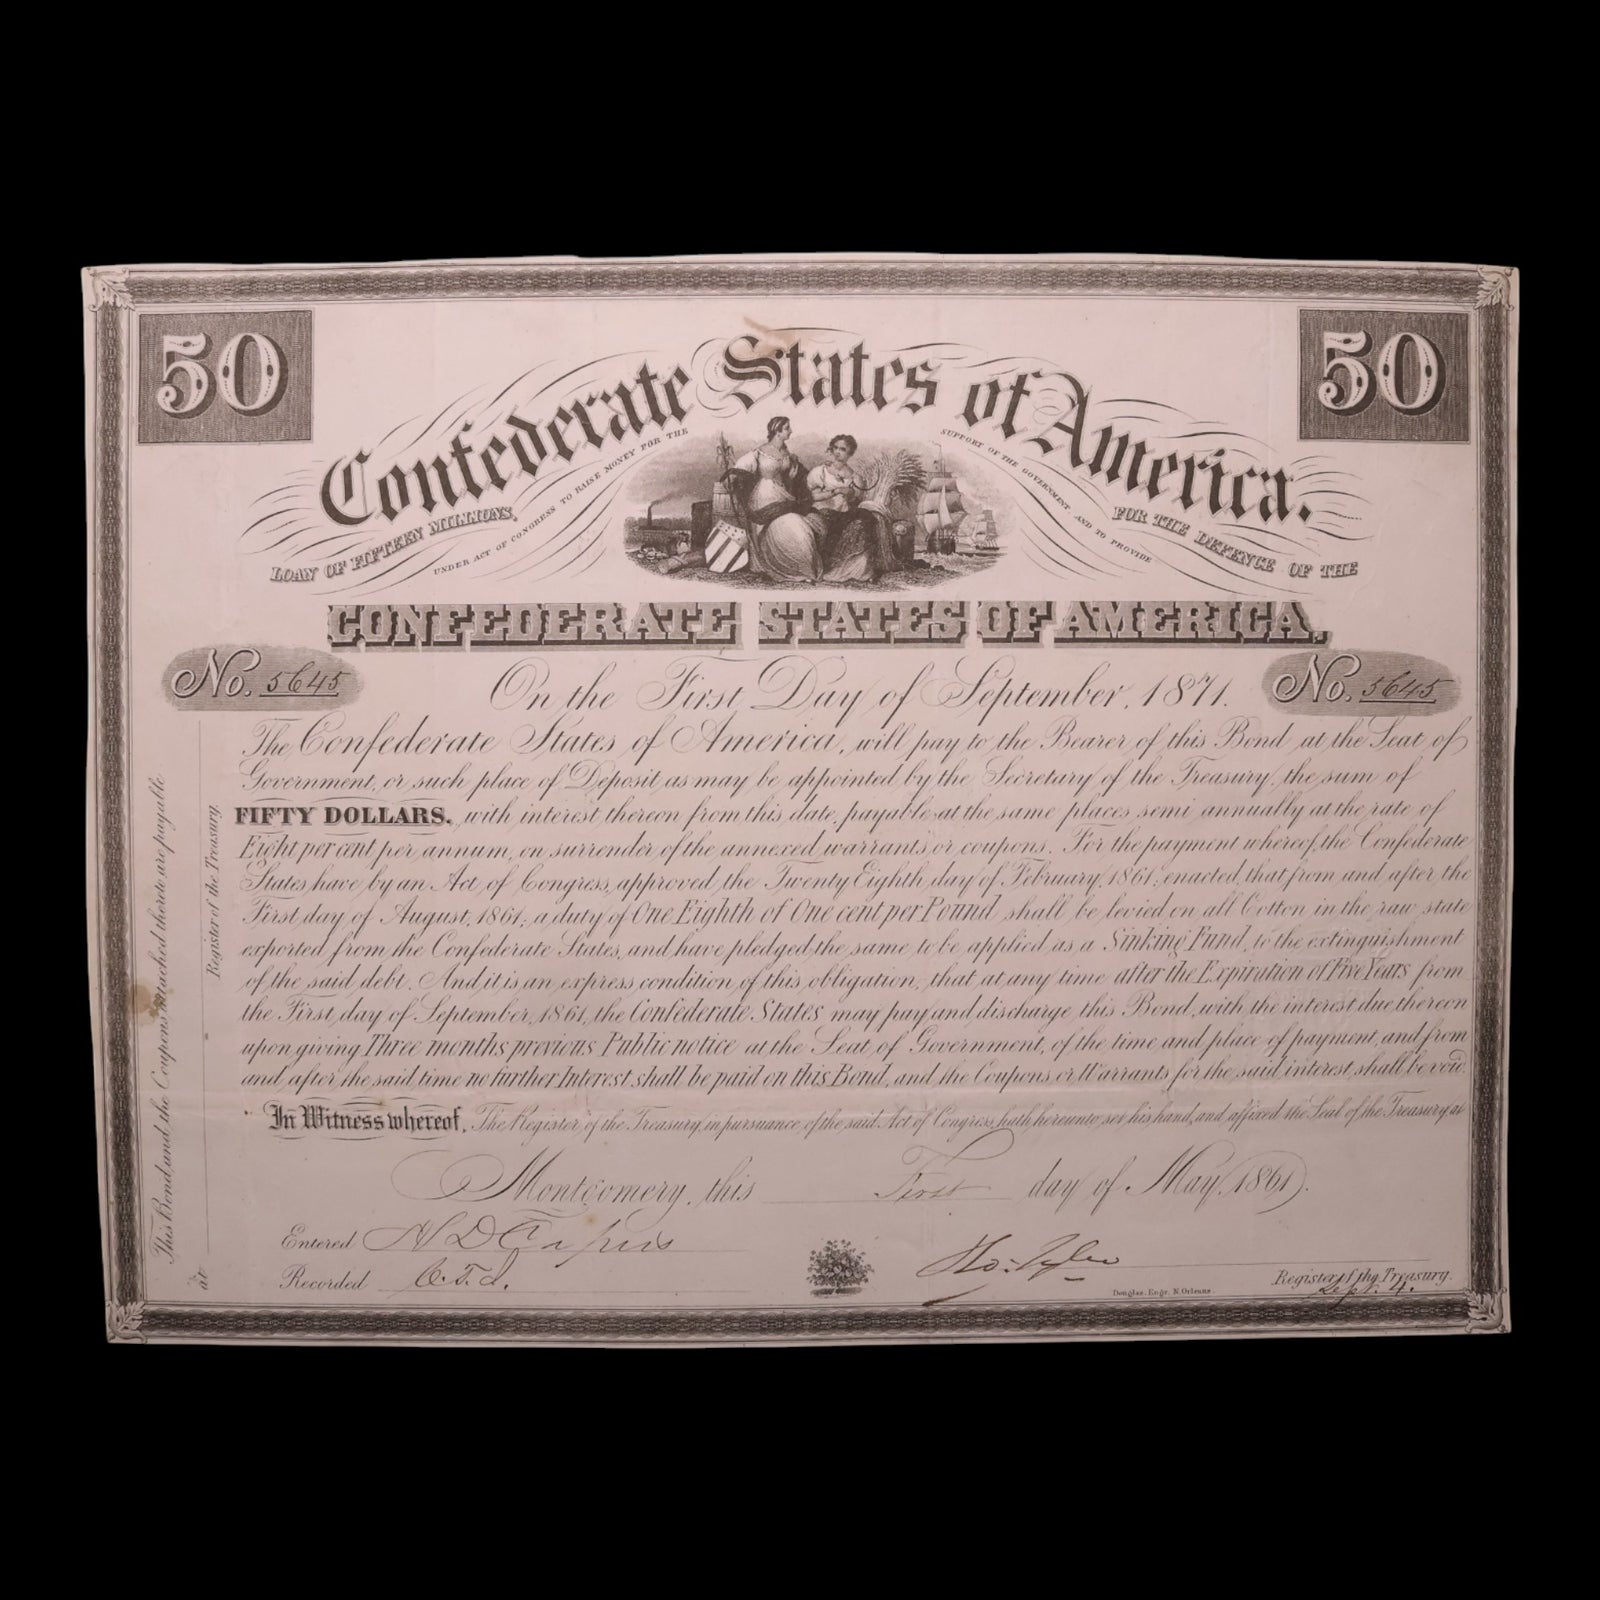 50
50
Confederate States of America.
LOAN OF FIFTEEN MILLIONS,
UNDER ACT OF CONGRESS TO RAISE MONEY FOR THE
SUPPORT OF THE GOVERNMENT AND TO PROVIDE
FOR THE DEFENCE OF THE
CONFEDERATE STATES OF AMERICA,
No. 5645
No. 5645
On the First Day of September, 1871.
The Confederate States of America, will pay to the Bearer of this Bond at the Seat of
Government, or such place of Deposit as may be appointed by the Secretary of the Treasury, the sum of
FIFTY DOLLARS, with interest thereon from this date, payable at the same places semi annually at the rate of
Eight per cent per annum, on surrender of the annexed warrants or coupons. For the payment whereof, the Confederate
States, have by an Act of Congress, approved the Twenty Eighth day of February, 1861; enacted, that from and after the
First day of August, 1861; a duty of One Eighth of One cent per Pound shall be levied on all Cotton in the raw state
exported from the Confederate States, and have pledged the same to be applied as a Sinking Fund, to the extinguishment
of the said debt. And it is an express condition of this obligation, that at any time after the Expiration of Five Years from
the First day of September, 1861, the Confederate States may pay and discharge this Bond, with the interest due thereon
upon giving Three months previous Public notice at the Seat of Government, of the time and place of payment, and from
and after the said time no further Interest shall be paid on this Bond, and the Coupons or Warrants for the said interest, shall be void.
In Witness whereof, The Register of the Treasury, in pursuance of the said Act of Congress, hath hereunto set his hand, and affixed the Seal of the Treasury at
Montgomery, this First day of May, 1861).
Entered
Recorded C.T.J.
Register of the Treasury.
Sept. 4.
Douglas. Engr. N. Orleans
This Bond and the Coupons attached thereto are payable
at
Register of the Treasury.